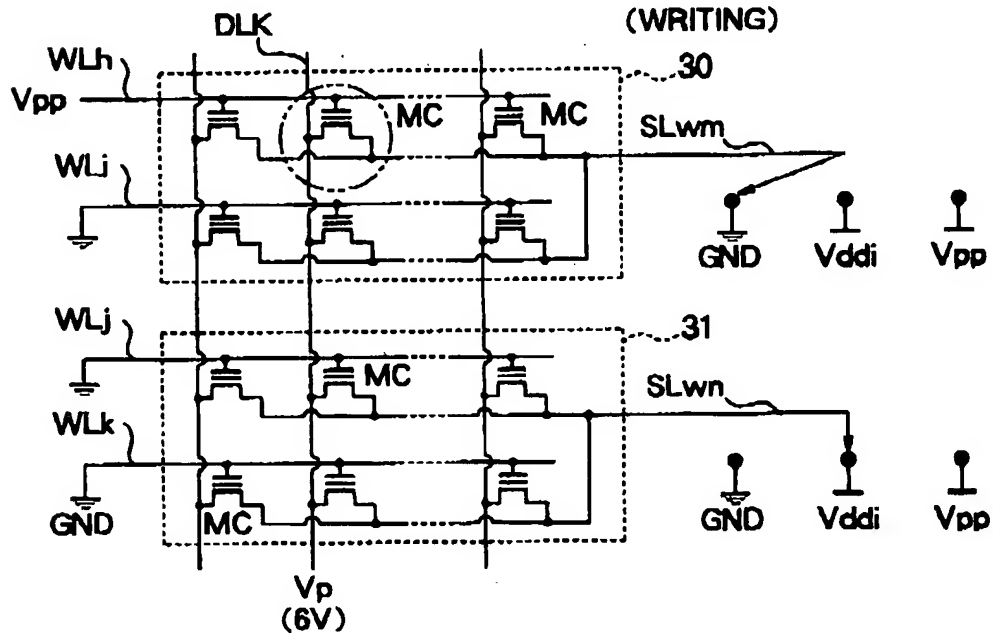 DLK
(WRITING)
WLh
30
Vpp
MC
MC
SLwm
WLi
GND
Vddi
Vpp
WLj
31
MC
SLwn
WLk
GND
MC
GND
Vddi
Vpp
Vp
(6V)